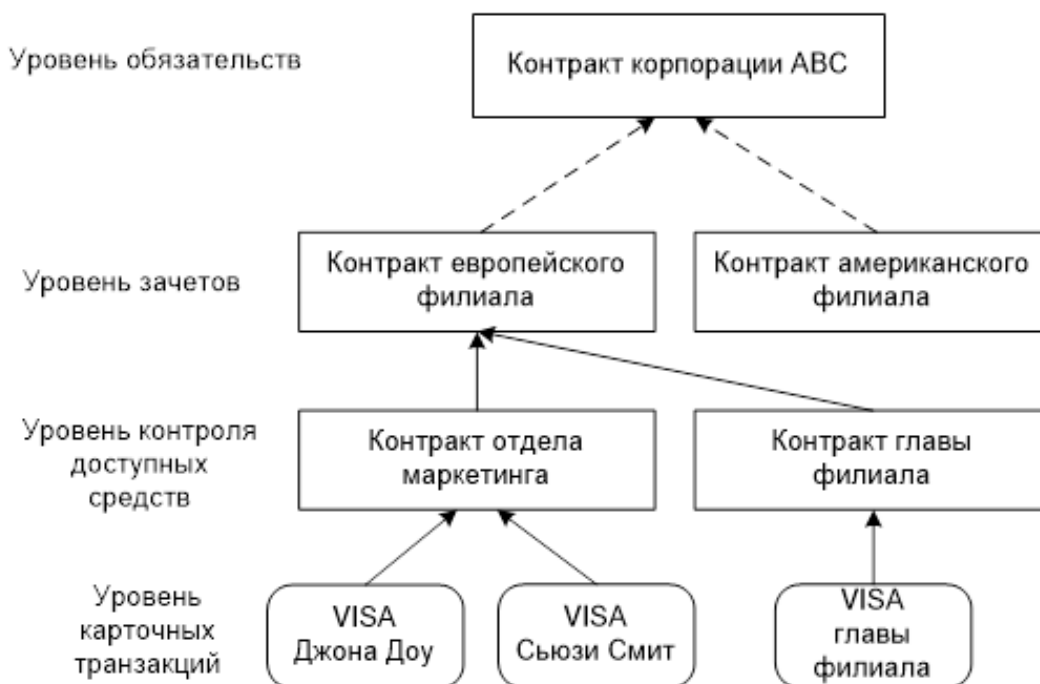 Уровень обязательств
Контракт корпорации ABC
Уровень зачетов
Контракт европейского
филиала
Контракт американского
филиала
Уровень контроля
доступных
средств
Контракт отдела
маркетинга
Контракт главы
филиала
Уровень
карточных
транзакций
VISA
Джона Доу
VISA
Сьюзи Смит
VISA
главы
филиала